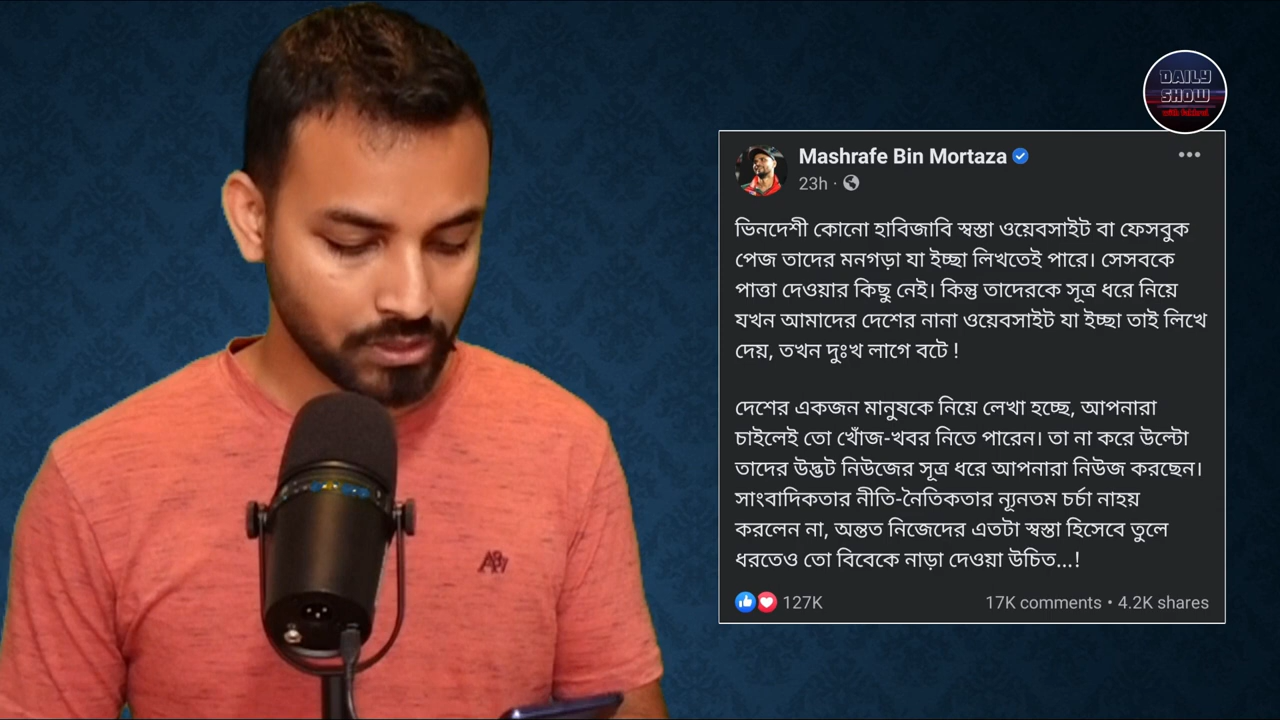 DAILY
SHOW
Mashrafe Bin Mortaza
23h ·
ভিনদেশী কোনো হাবিজাবি স্বস্তা ওয়েবসাইট বা ফেসবুক
পেজ তাদের মনগড়া যা ইচ্ছা লিখতেই পারে। সেসবকে
পাত্তা দেওয়ার কিছু নেই। কিন্তু তাদেরকে সূত্র ধরে নিয়ে
যখন আমাদের দেশের নানা ওয়েবসাইট যা ইচ্ছা তাই লিখে
দেয়, তখন দুঃখ লাগে বটে !
দেশের একজন মানুষকে নিয়ে লেখা হচ্ছে, আপনারা
চাইলেই তো খোঁজ-খবর নিতে পারেন। তা না করে উল্টো
তাদের উদ্ভট নিউজের সূত্র ধরে আপনারা নিউজ করছেন।
সাংবাদিকতার নীতি-নৈতিকতার ন্যূনতম চর্চা নাহয়
করলেন না, অন্তত নিজেদের এতটা স্বস্তা হিসেবে তুলে
ধরতেও তো বিবেকে নাড়া দেওয়া উচিত...!
127K
17K comments • 4.2K shares